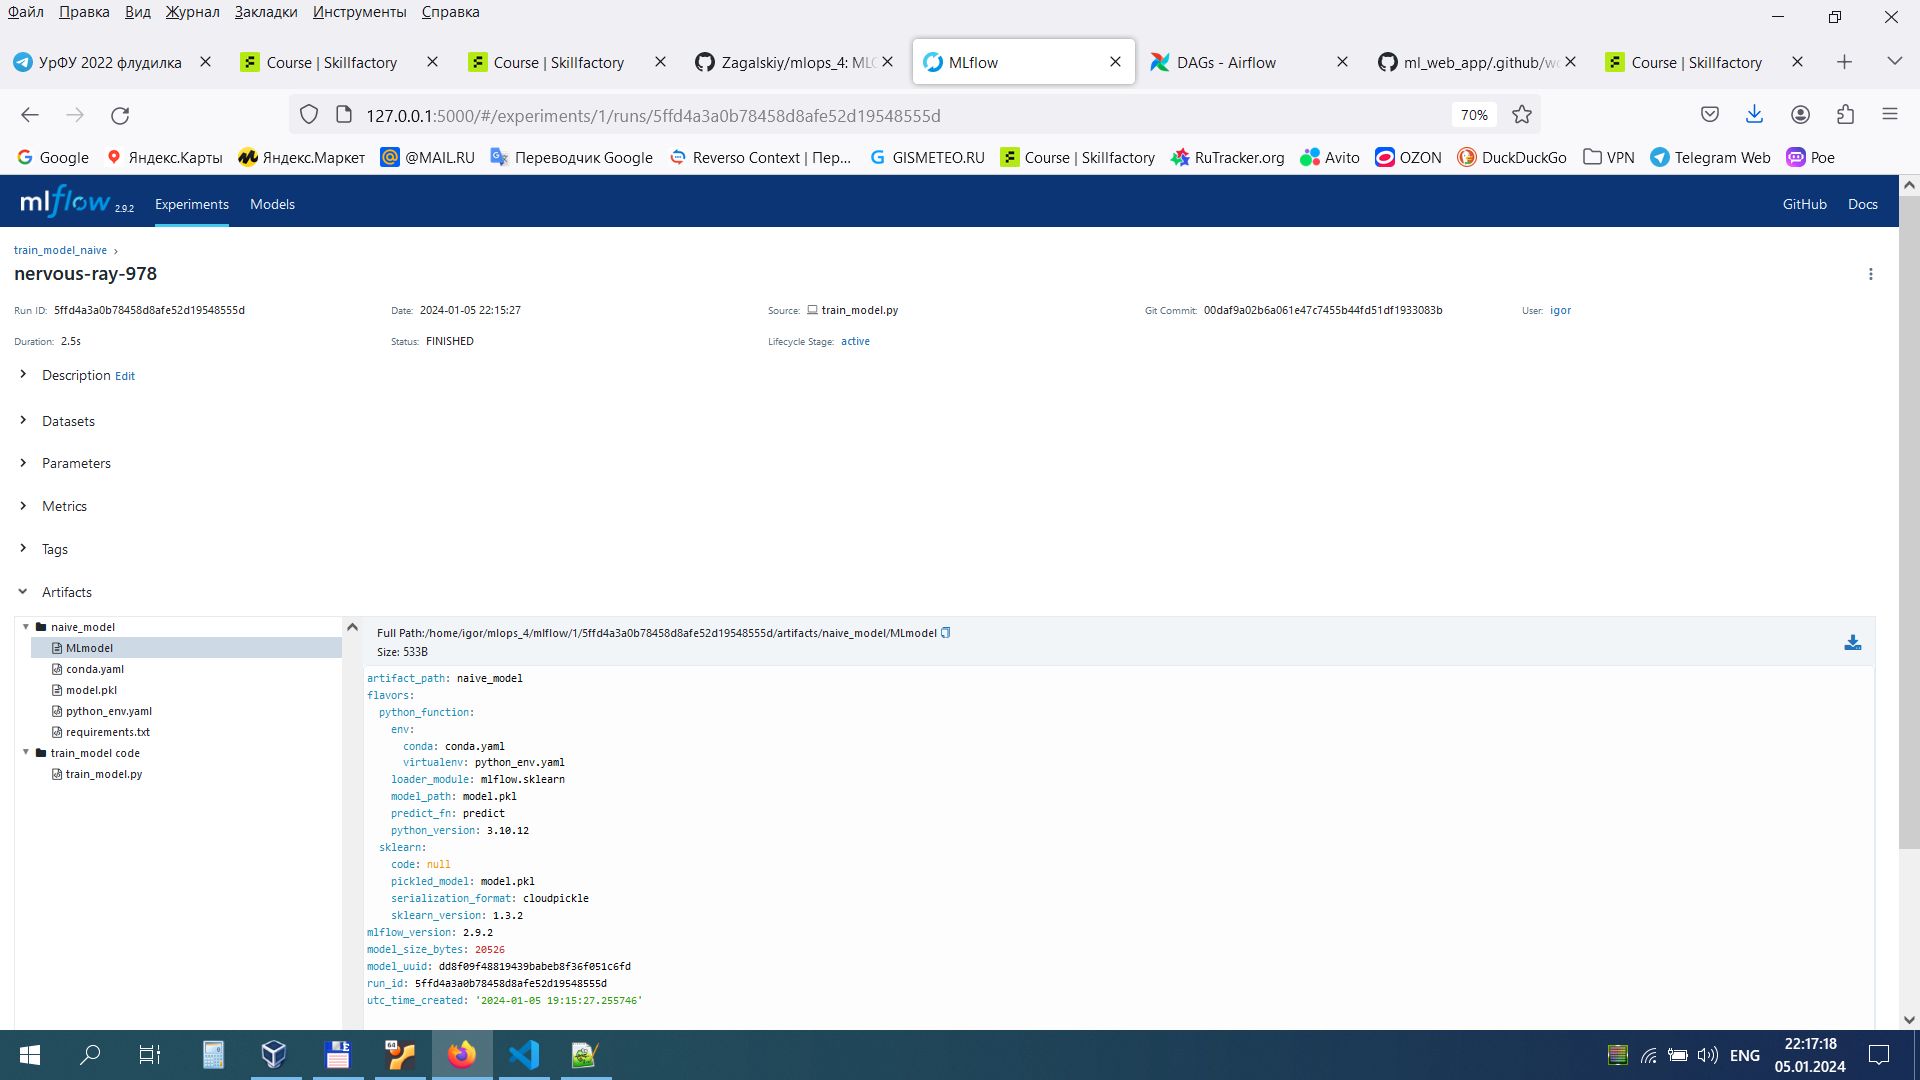 Файл Правка Вид Журнал Закладки Инструменты Справка
УрФУ 2022 флудилка Course | Skillfactory Course | Skillfactory Zagalskiy/mlops_4: MLO MLflow DAGs - Airflow ml_web_app/.github/wo Course | Skillfactory
127.0.0.1:5000/#/experiments/1/runs/5ffd4a3a0b78458d8afe52d19548555d 70%
Google Яндекс.Карты Яндекс.Маркет @MAIL.RU Переводчик Google Reverso Context | Пер... GISMETEO.RU Course | Skillfactory RuTracker.org Avito OZON DuckDuckGo VPN Telegram Web Poe
mlflow 2.9.2 Experiments Models GitHub Docs
train_model_naive
nervous-ray-978
Run ID: 5ffd4a3a0b78458d8afe52d19548555d Date: 2024-01-05 22:15:27 Source: train_model.py Git Commit: 00daf9a02b6a061e47c7455b44fd51df1933083b User: igor
Duration: 2.5s Status: FINISHED Lifecycle Stage: active
Description Edit
Datasets
Parameters
Metrics
Tags
Artifacts
naive_model
MLmodel
conda.yaml
model.pkl
python_env.yaml
requirements.txt
train_model code
train_model.py
Full Path:/home/igor/mlops_4/mlflow/1/5ffd4a3a0b78458d8afe52d19548555d/artifacts/naive_model/MLmodel
Size: 533B
artifact_path: naive_model
flavors:
python_function:
env:
conda: conda.yaml
virtualenv: python_env.yaml
loader_module: mlflow.sklearn
model_path: model.pkl
predict_fn: predict
python_version: 3.10.12
sklearn:
code: null
pickled_model: model.pkl
serialization_format: cloudpickle
sklearn_version: 1.3.2
mlflow_version: 2.9.2
model_size_bytes: 20526
model_uuid: dd8f09f48819439babeb8f36f051c6fd
run_id: 5ffd4a3a0b78458d8afe52d19548555d
utc_time_created: '2024-01-05 19:15:27.255746'
64
ENG
22:17:18
05.01.2024